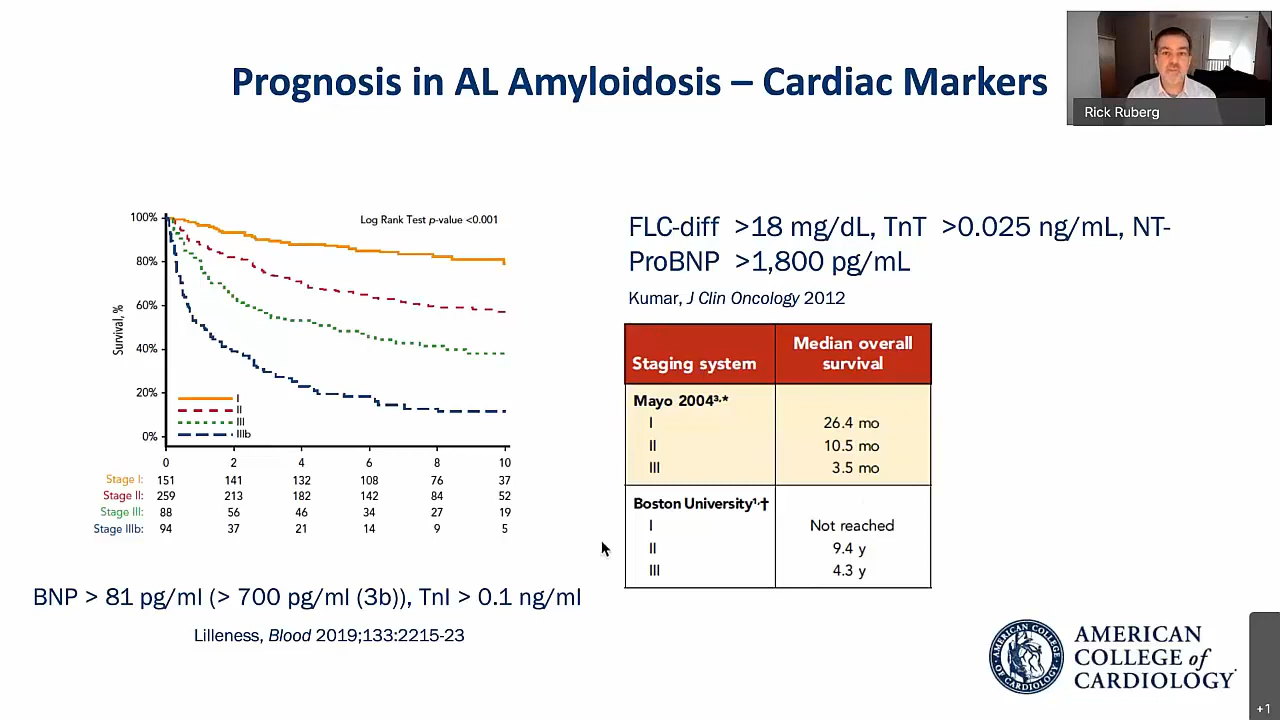 Prognosis in AL Amyloidosis – Cardiac Markers
Rick Ruberg
Log Rank Test p-value <0.001
Survival, %
100%
80%
60%
40%
20%
0%
I
II
III
IIIb
0 2 4 6 8 10
Stage I: 151 141 132 108 76 37
Stage II: 259 213 182 142 84 52
Stage III: 88 56 46 34 27 19
Stage IIIb: 94 37 21 14 9 5
BNP > 81 pg/ml (> 700 pg/ml (3b)), TnI > 0.1 ng/ml
Lilleness, Blood 2019;133:2215-23
FLC-diff >18 mg/dL, TnT >0.025 ng/mL, NT-
ProBNP >1,800 pg/mL
Kumar, J Clin Oncology 2012
Staging system Median overall
survival
Mayo 2004³,*
I 26.4 mo
II 10.5 mo
III 3.5 mo
Boston University¹,†
I Not reached
II 9.4 y
III 4.3 y
AMERICAN
COLLEGE of
CARDIOLOGY
+1